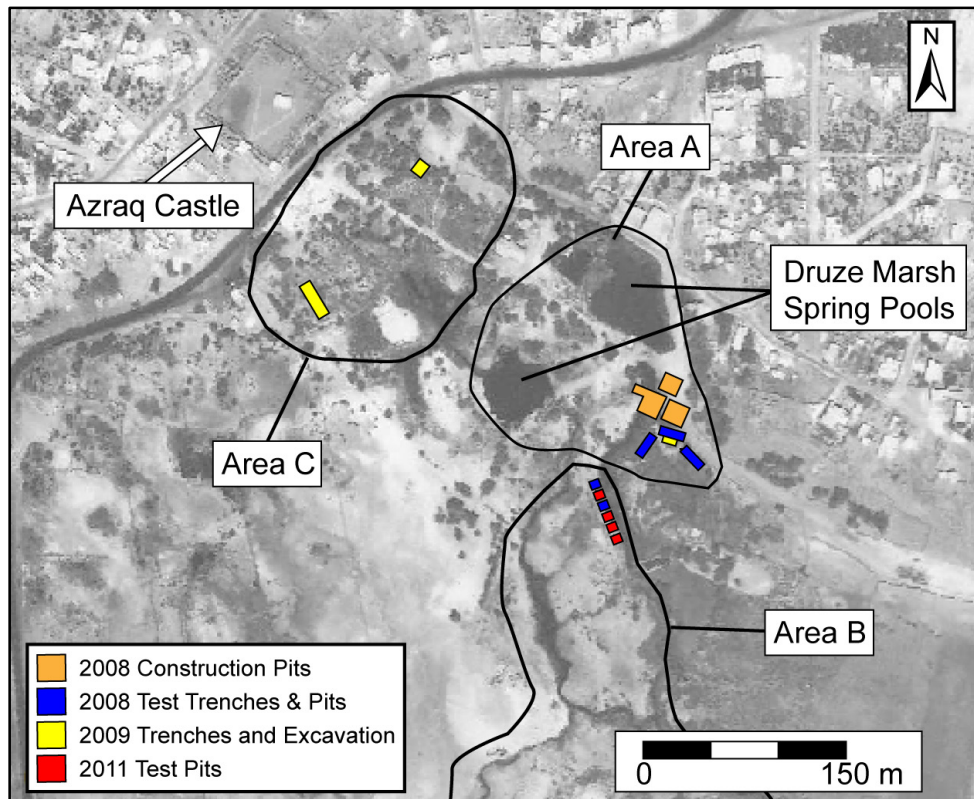 N
Area A
Azraq Castle
Druze Marsh
Spring Pools
Area C
Area B
2008 Construction Pits
2008 Test Trenches & Pits
2009 Trenches and Excavation
2011 Test Pits
0
150 m